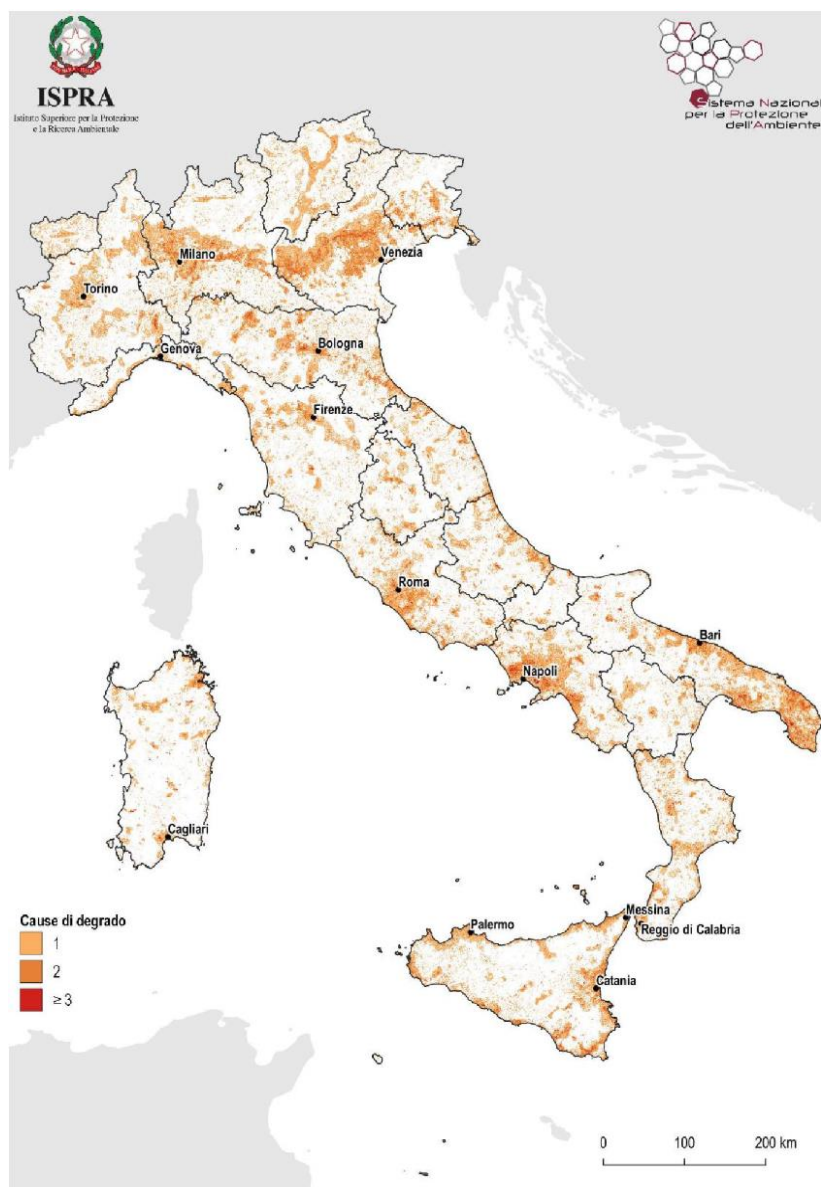 ISPRA
Istituto Superiore per la Protezione
e la Ricerca Ambientale
Sistema Nazionale
per la Protezione
dell'Ambiente
Milano
Venezia
Torino
Genova
Bologna
Firenze
Roma
Bari
Napoli
Cagliari
Messina
Reggio di Calabria
Palermo
Catania
Cause di degrado
1
2
≥ 3
0 100 200 km